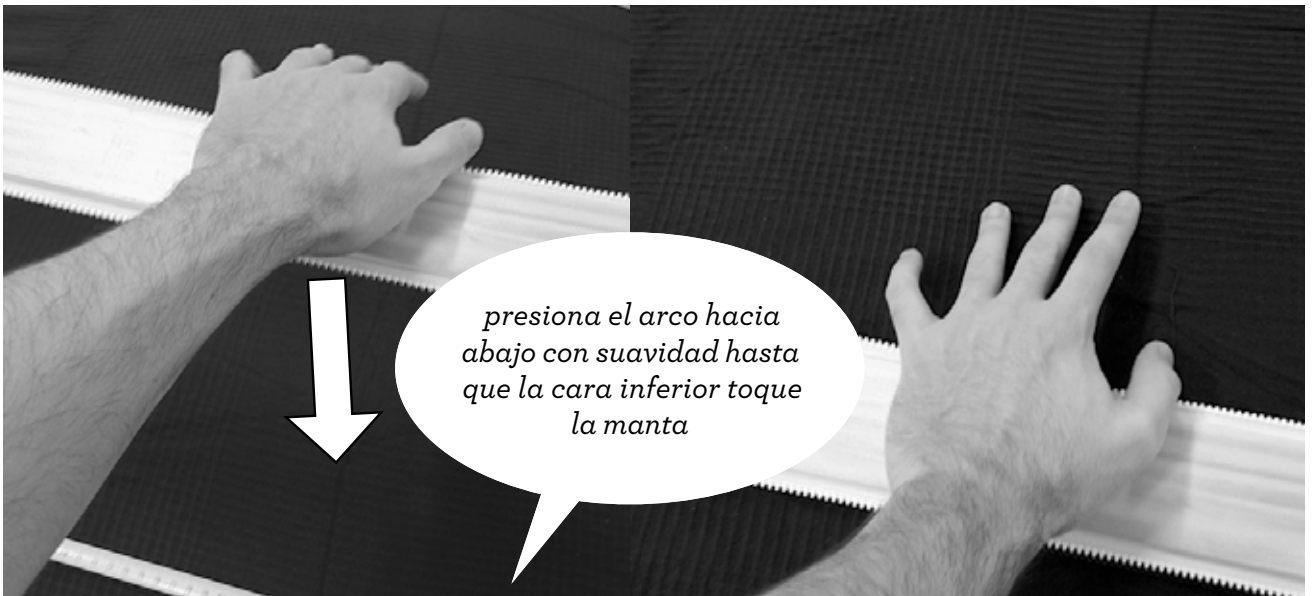 presiona el arco hacia
abajo con suavidad hasta
que la cara inferior toque
la manta